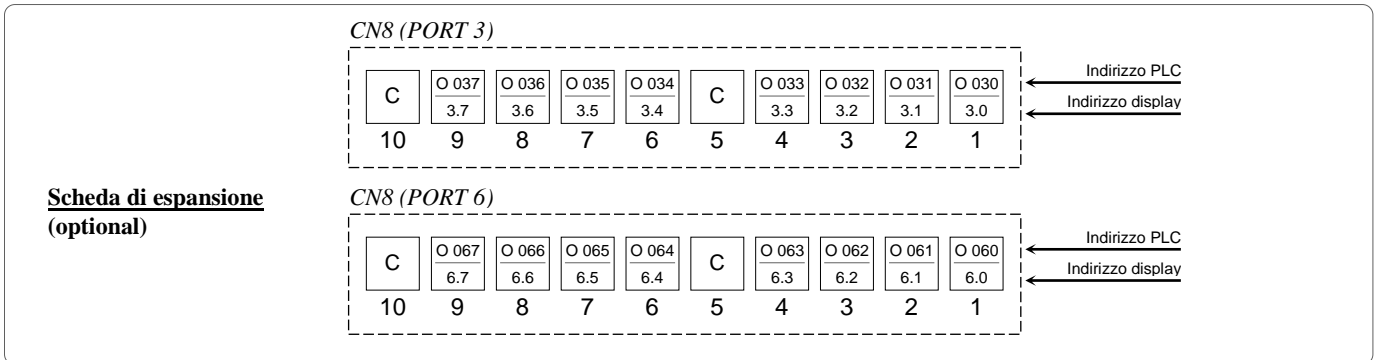 CN8 (PORT 3)
C O 037 O 036 O 035 O 034 C O 033 O 032 O 031 O 030 Indirizzo PLC
3.7 3.6 3.5 3.4 3.3 3.2 3.1 3.0 Indirizzo display
10 9 8 7 6 5 4 3 2 1
Scheda di espansione
(optional)
CN8 (PORT 6)
C O 067 O 066 O 065 O 064 C O 063 O 062 O 061 O 060 Indirizzo PLC
6.7 6.6 6.5 6.4 6.3 6.2 6.1 6.0 Indirizzo display
10 9 8 7 6 5 4 3 2 1